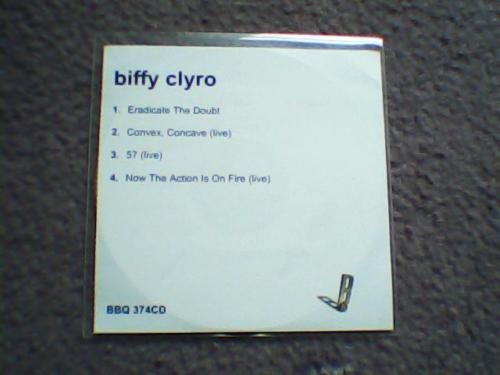 biffy clyro
1. Eradicate The Doubt
2. Convex, Concave (live)
3. 57 (live)
4. Now The Action Is On Fire (live)
BBQ 374CD